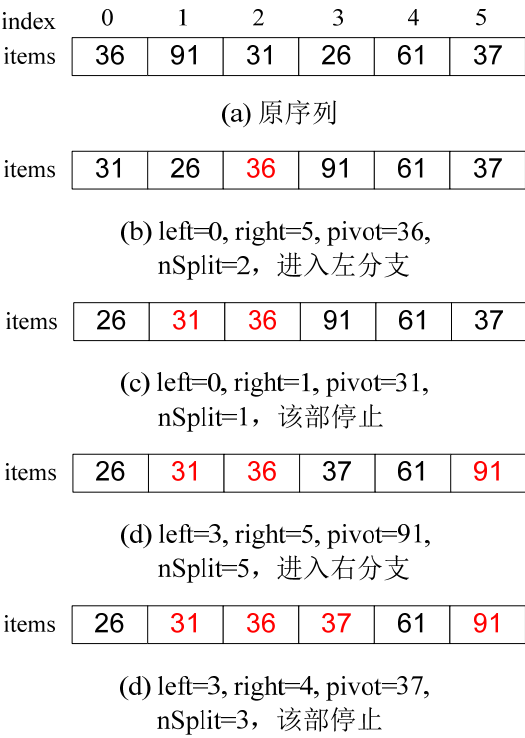 index 0 1 2 3 4 5
items 36 91 31 26 61 37
(a) 原序列
items 31 26 36 91 61 37
(b) left=0, right=5, pivot=36,
nSplit=2，进入左分支
items 26 31 36 91 61 37
(c) left=0, right=1, pivot=31,
nSplit=1，该部停止
items 26 31 36 37 61 91
(d) left=3, right=5, pivot=91,
nSplit=5，进入右分支
items 26 31 36 37 61 91
(d) left=3, right=4, pivot=37,
nSplit=3，该部停止